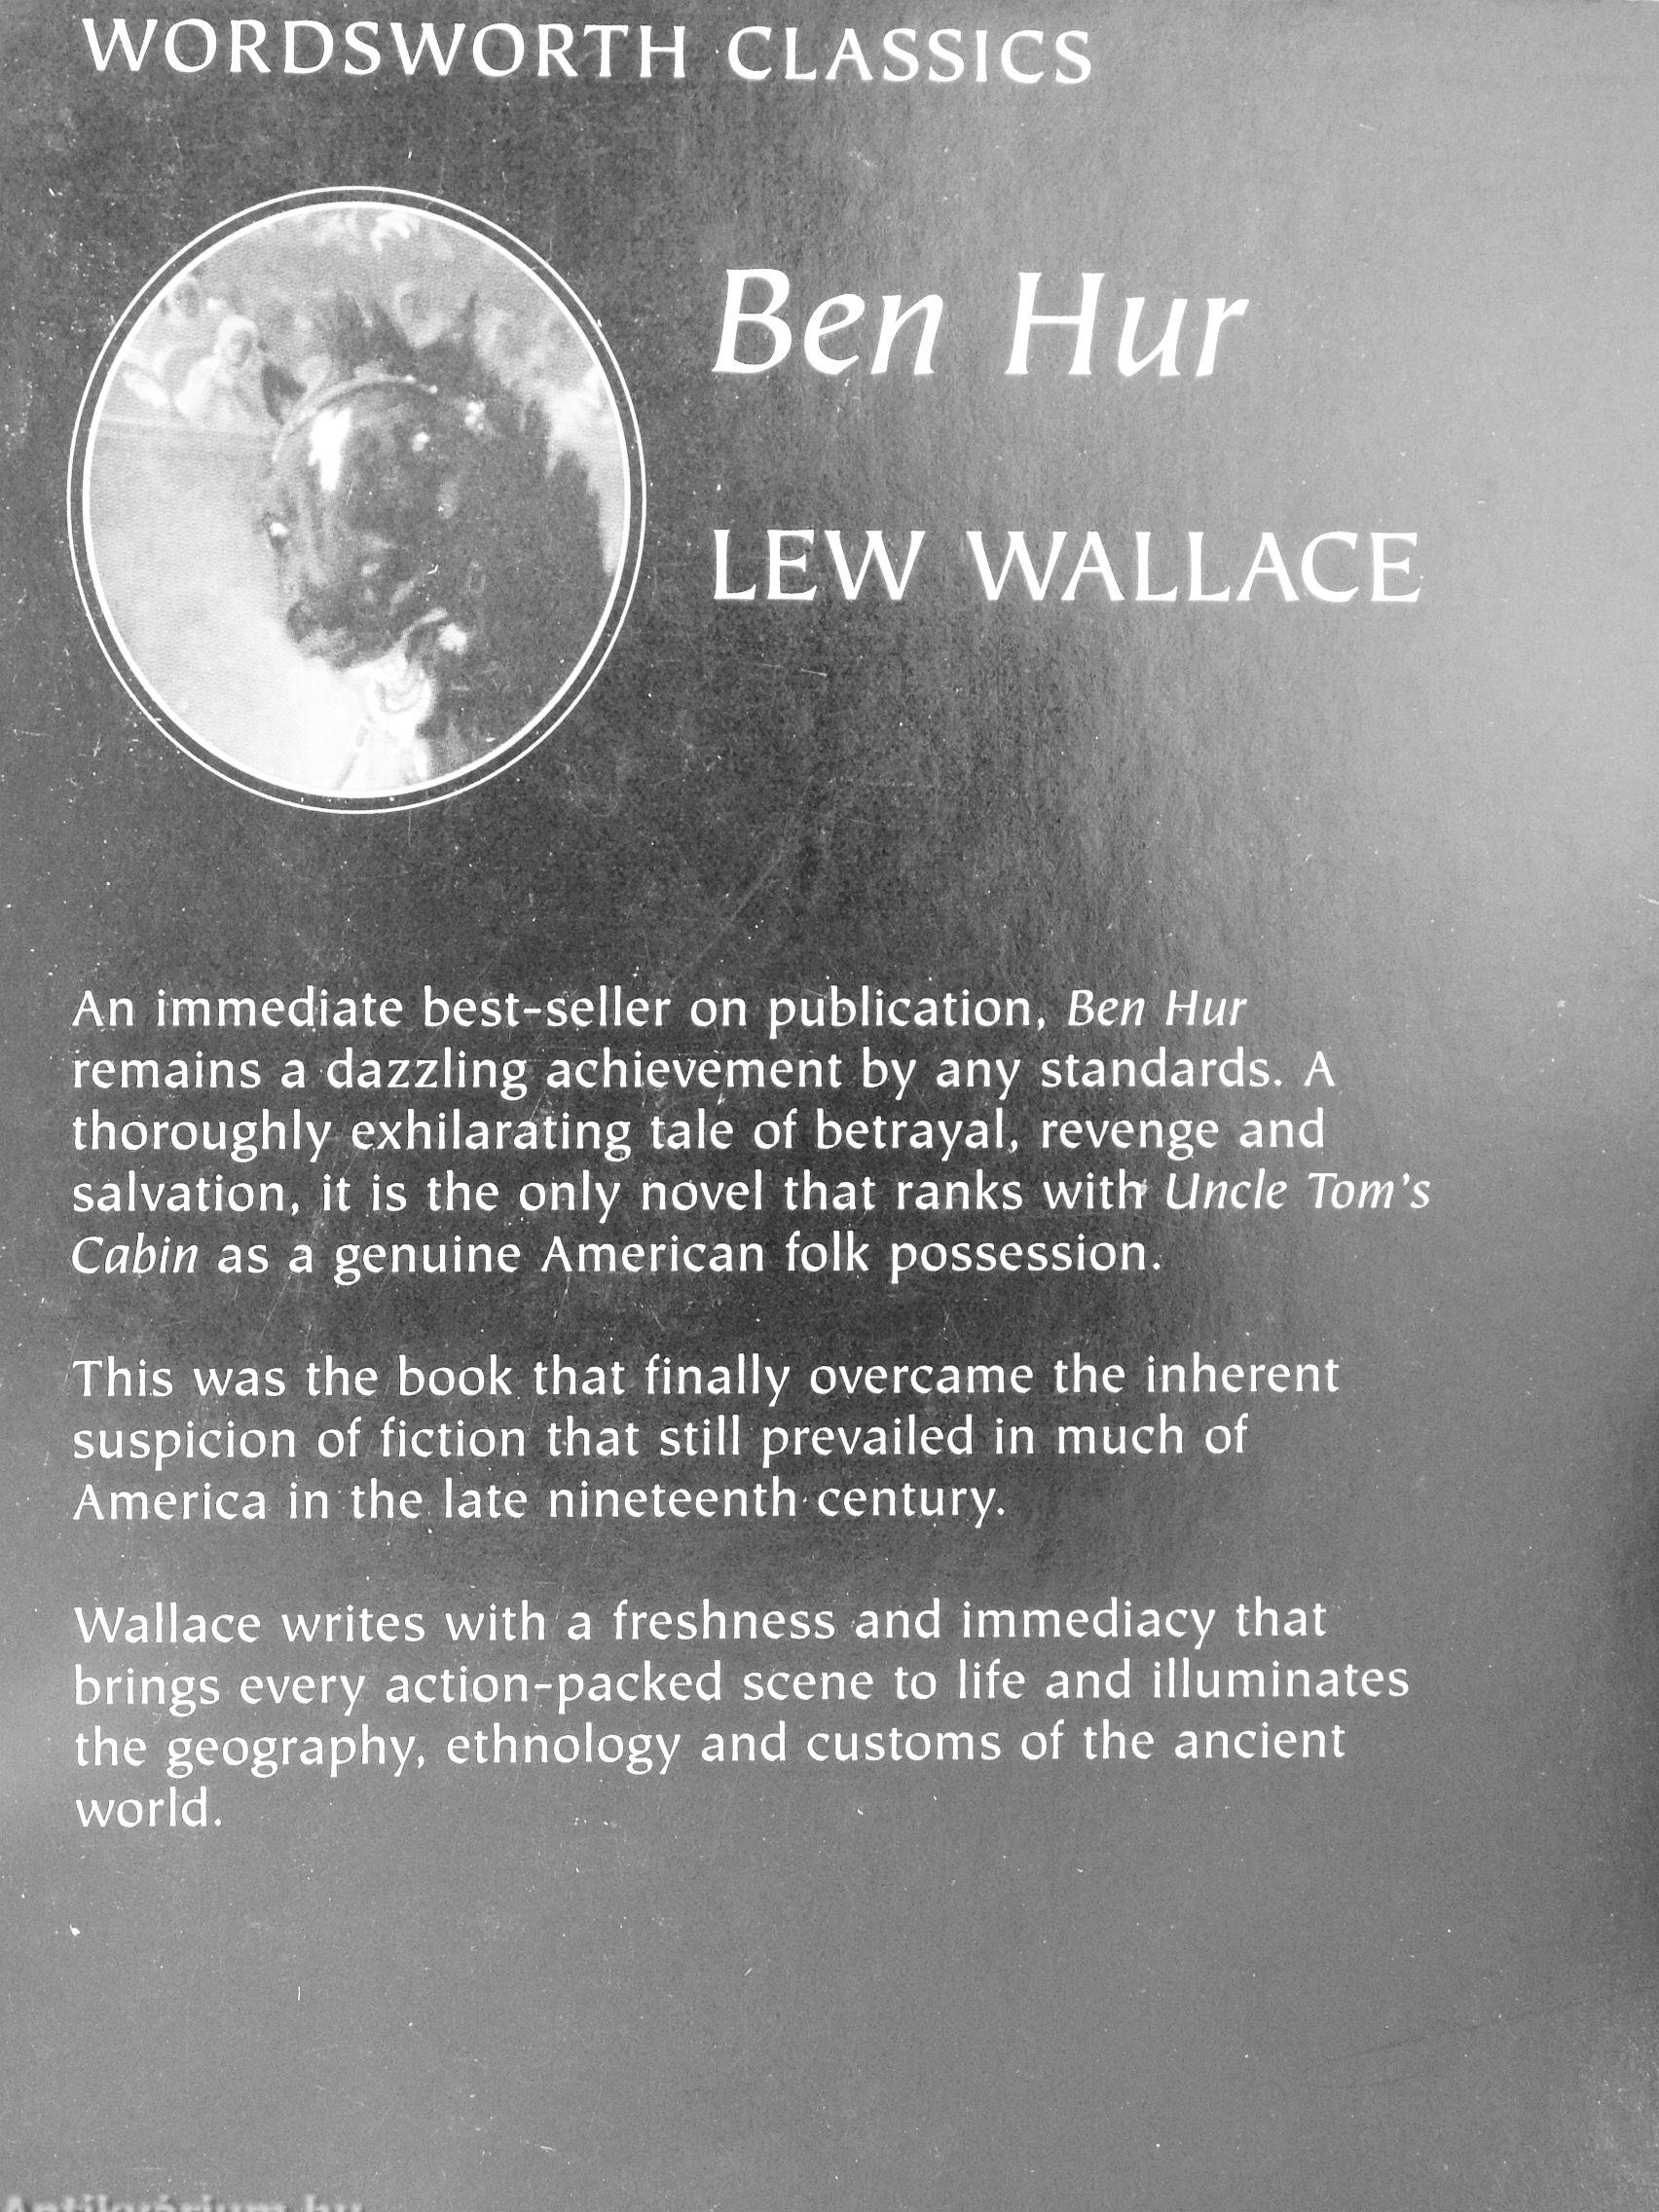 WORDSWORTH CLASSICS
Ben Hur
LEW WALLACE
An immediate best-seller on publication, Ben Hur
remains a dazzling achievement by any standards. A
thoroughly exhilarating tale of betrayal, revenge and
salvation, it is the only novel that ranks with Uncle Tom's
Cabin as a genuine American folk possession.
This was the book that finally overcame the inherent
suspicion of fiction that still prevailed in much of
America in the late nineteenth century.
Wallace writes with a freshness and immediacy that
brings every action-packed scene to life and illuminates
the geography, ethnology and customs of the ancient
world.
Antikvárium.hu